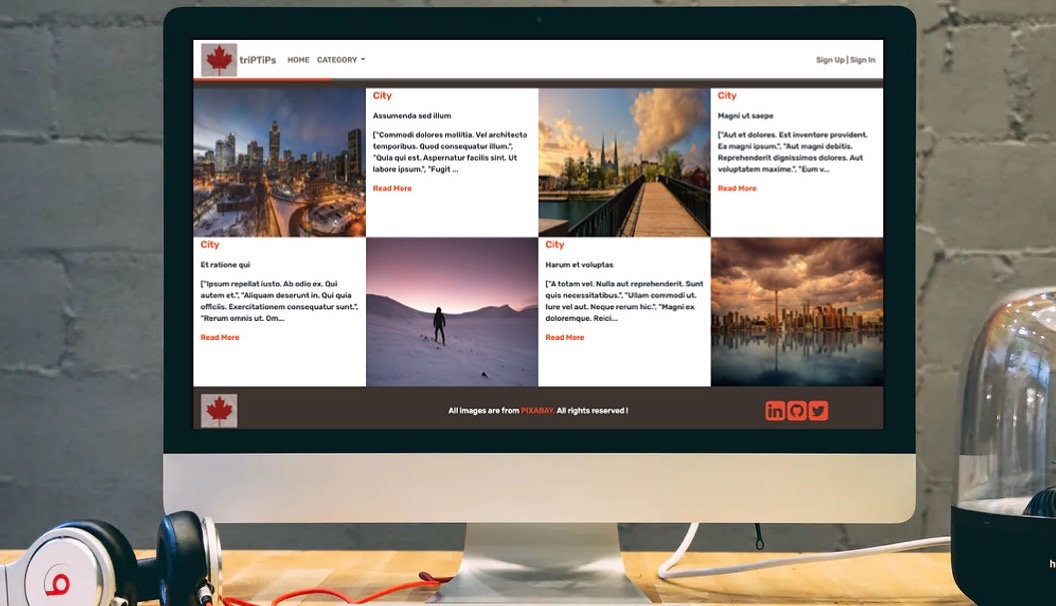 triPTiPs HOME CATEGORY Sign Up | Sign In
City
Assumenda sed illum
["Commodi dolores mollitia. Vel architecto
temporibus. Quod consequatur illum.",
"Quia qui est. Aspernatur facilis sint. Ut
labore ipsum.", "Fugit ...
Read More
City
Magni ut saepe
["Aut et dolores. Est inventore provident.
Ea magni ipsum.", "Aut magni debitis.
Reprehenderit dignissimos dolores. Aut
voluptatem maxime.", "Eum v...
Read More
City
Et ratione qui
["Ipsum repellat iusto. Ab odio ex. Qui
autem et.", "Aliquam deserunt in. Qui quia
officiis. Exercitationem consequatur sunt.",
"Rerum omnis ut. Om...
Read More
City
Harum et voluptas
["A totam vel. Nulla aut reprehenderit. Sunt
quis necessitatibus.", "Ullam commodi ut.
Iure vel aut. Neque rerum hic.", "Magni ex
doloremque. Reici...
Read More
All images are from PIXABAY. All rights reserved !
in
b
h